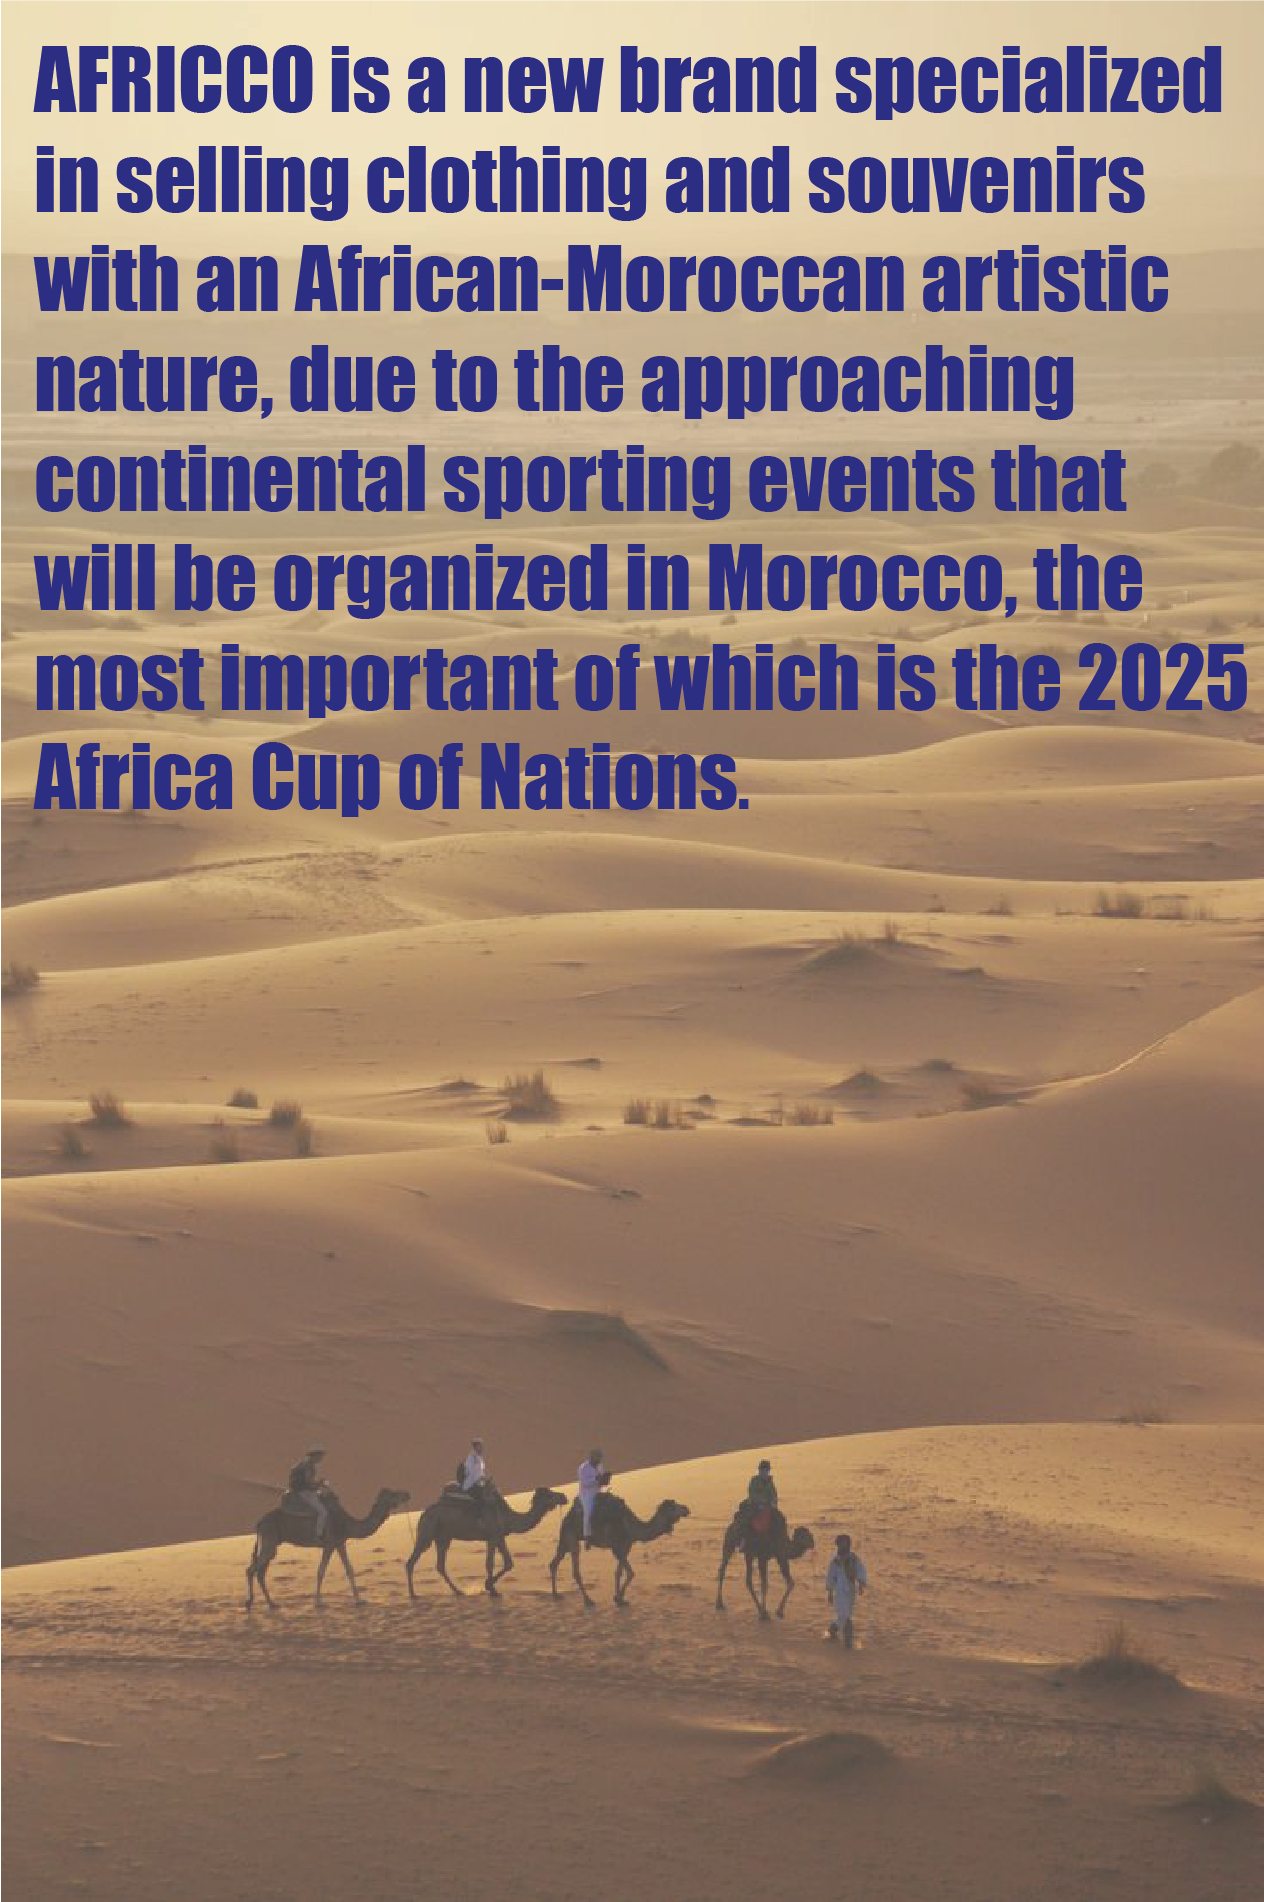 AFRICCO is a new brand specialized
in selling clothing and souvenirs
with an African-Moroccan artistic
nature, due to the approaching
continental sporting events that
will be organized in Morocco, the
most important of which is the 2025
Africa Cup of Nations.